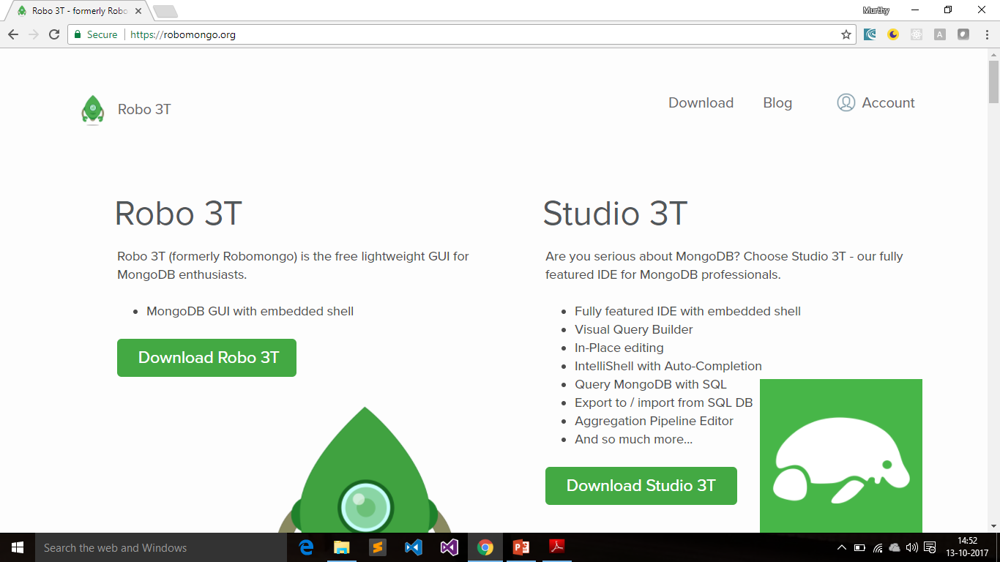 Robo 3T - formerly Robo
Murthy
Secure
https://robomongo.org
A
Robo 3T
Download
Blog
Account
Robo 3T
Robo 3T (formerly Robomongo) is the free lightweight GUI for
MongoDB enthusiasts.
• MongoDB GUI with embedded shell
Download Robo 3T
Studio 3T
Are you serious about MongoDB? Choose Studio 3T - our fully
featured IDE for MongoDB professionals.
• Fully featured IDE with embedded shell
• Visual Query Builder
• In-Place editing
• IntelliShell with Auto-Completion
• Query MongoDB with SQL
• Export to / import from SQL DB
• Aggregation Pipeline Editor
• And so much more...
Download Studio 3T
Search the web and Windows
14:52
13-10-2017